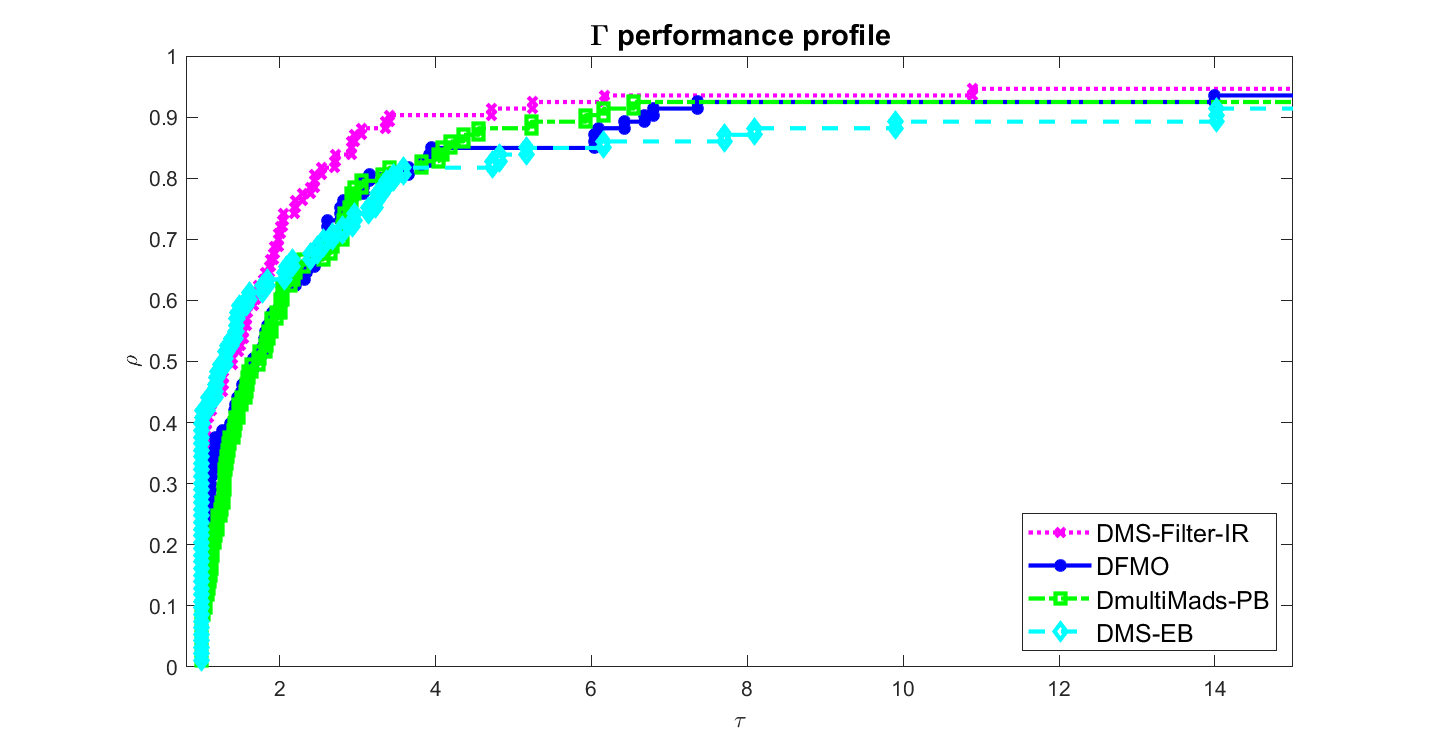 Γ performance profile
1
0.9
0.8
0.7
0.6
0.5
0.4
0.3
0.2
0.1
0
ρ
2 4 6 8 10 12 14
τ
DMS-Filter-IR
DFMO
DmultiMads-PB
DMS-EB